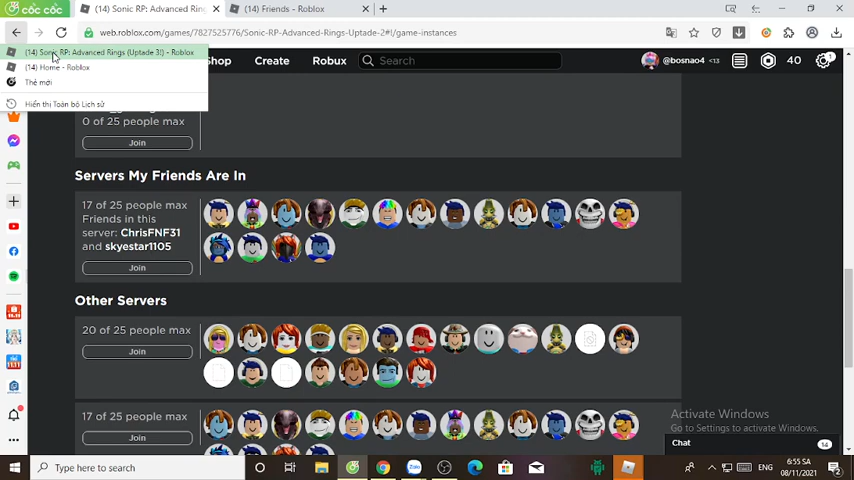 cốc cốc
(14) Sonic RP: Advanced Ring
(14) Friends - Roblox
web.roblox.com/games/7827525776/Sonic-RP-Advanced-Rings-Uptade-2#!/game-instances
(14) Sonic RP: Advanced Rings (Uptade 3!) - Roblox
(14) Home - Roblox
Thẻ mới
Hiển thị Toàn bộ Lịch sử
Shop
Create
Robux
Search
@bosnao4 <13
40
0 of 25 people max
Join
Servers My Friends Are In
17 of 25 people max
Friends in this
server: ChrisFNF31
and skyestar1105
Join
Other Servers
20 of 25 people max
Join
17 of 25 people max
Join
Activate Windows
Go to Settings to activate Windows.
Chat
14
Type here to search
Zalo
ENG
6:55 SA
08/11/2021
2